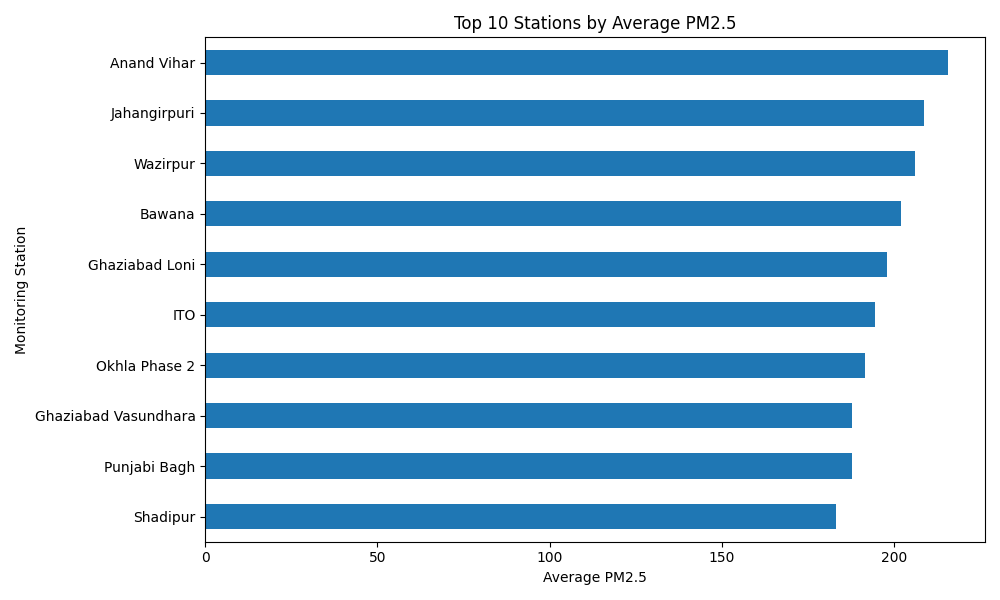 Top 10 Stations by Average PM2.5
Monitoring Station
Anand Vihar
Jahangirpuri
Wazirpur
Bawana
Ghaziabad Loni
ITO
Okhla Phase 2
Ghaziabad Vasundhara
Punjabi Bagh
Shadipur
0 50 100 150 200
Average PM2.5